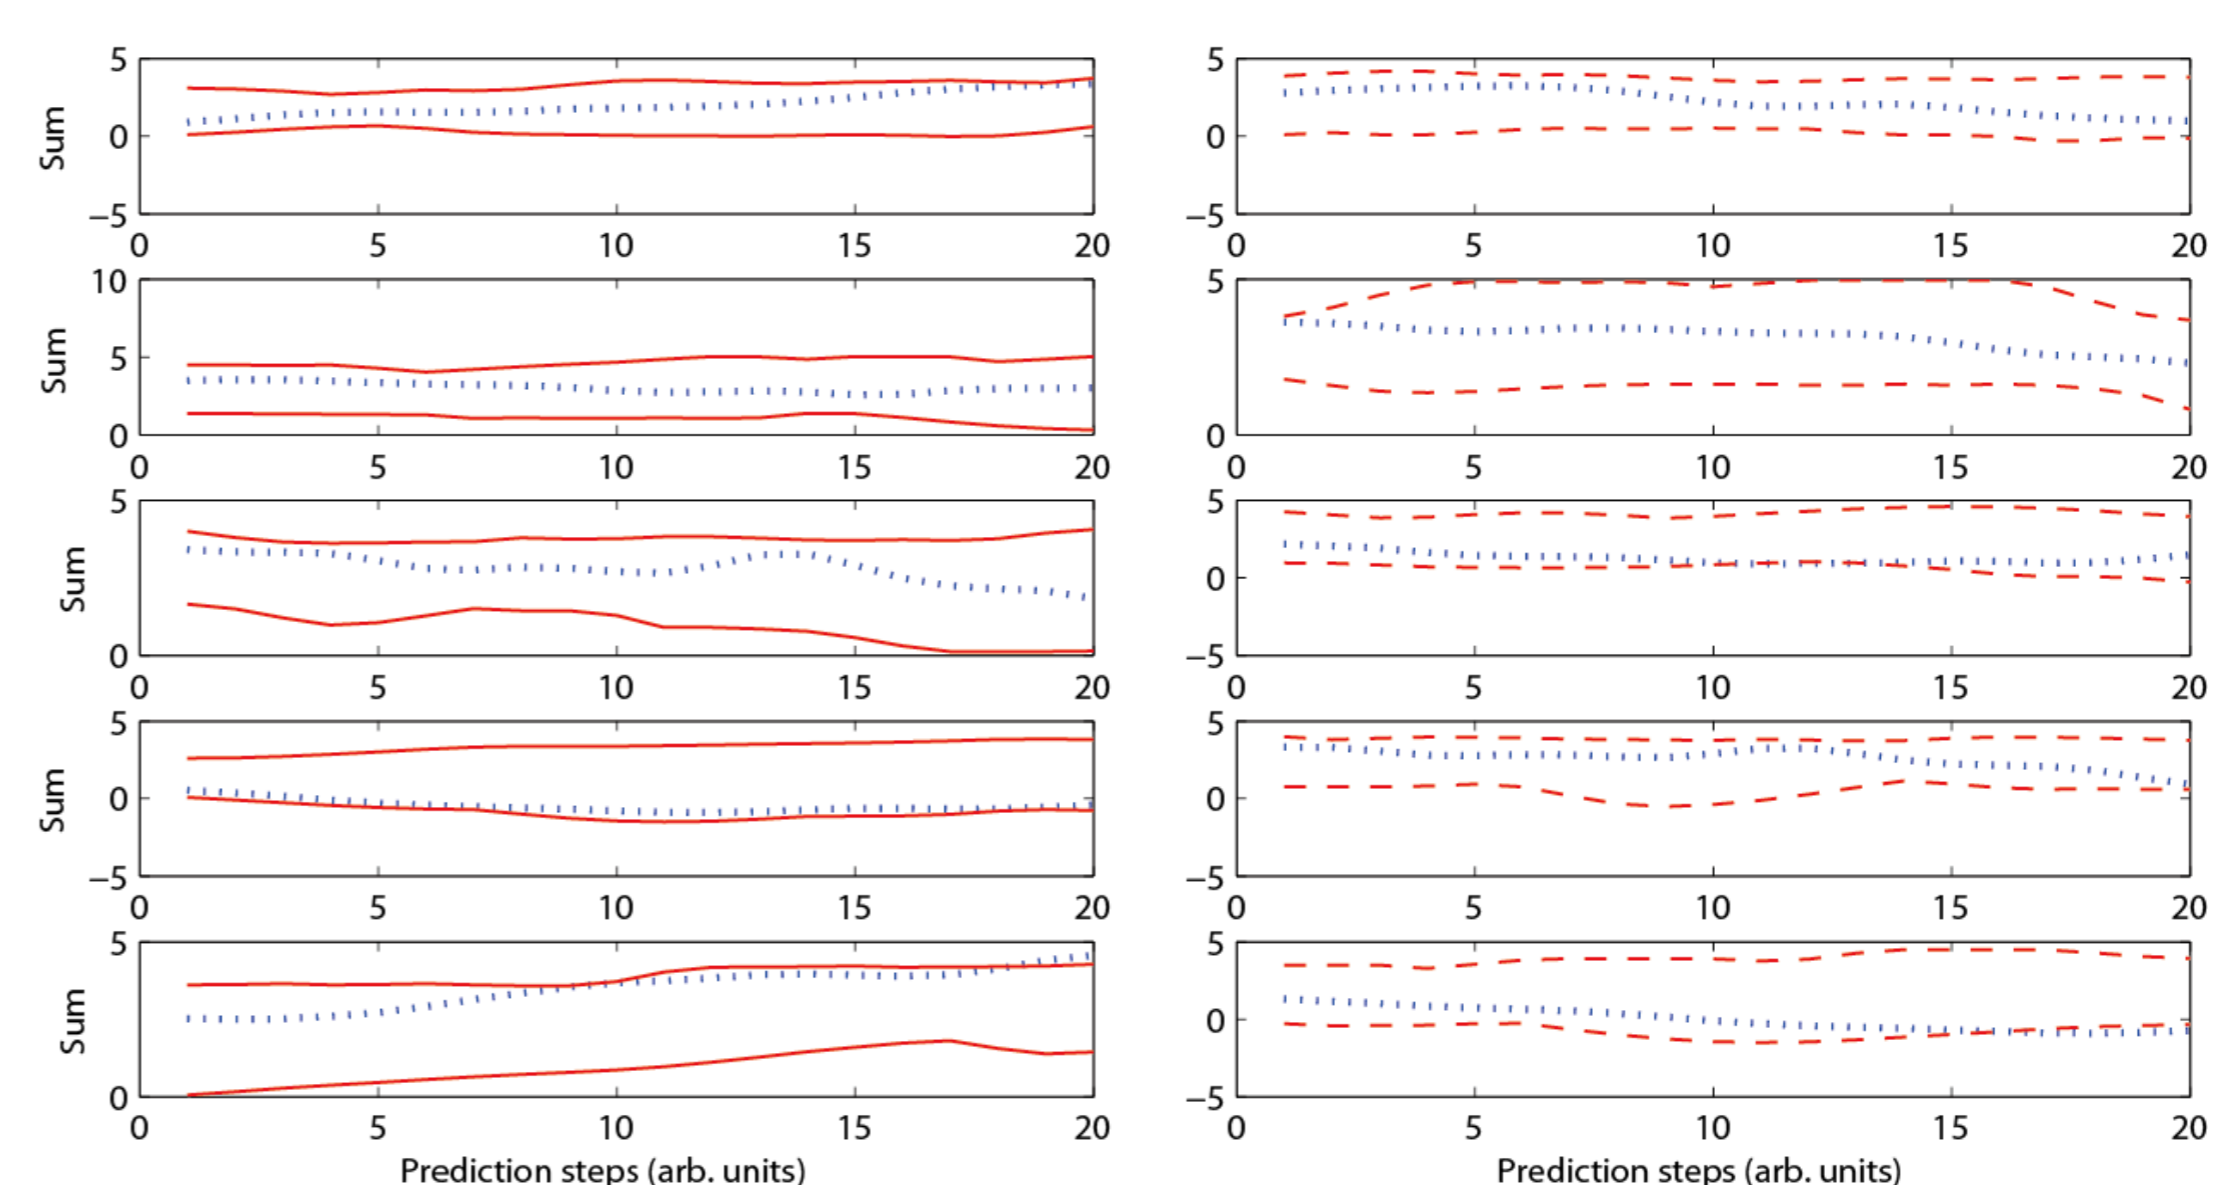 5 5
Sum 0 0
−5 −5
0 5 10 15 20 0 5 10 15 20
10 5
Sum 5
0 0
0 5 10 15 20 0 5 10 15 20
5 5
Sum 0
0 −5
0 5 10 15 20 0 5 10 15 20
5 5
Sum 0 0
−5 −5
0 5 10 15 20 0 5 10 15 20
5 5
Sum 0
0 −5
0 5 10 15 20 0 5 10 15 20
Prediction steps (arb. units) Prediction steps (arb. units)